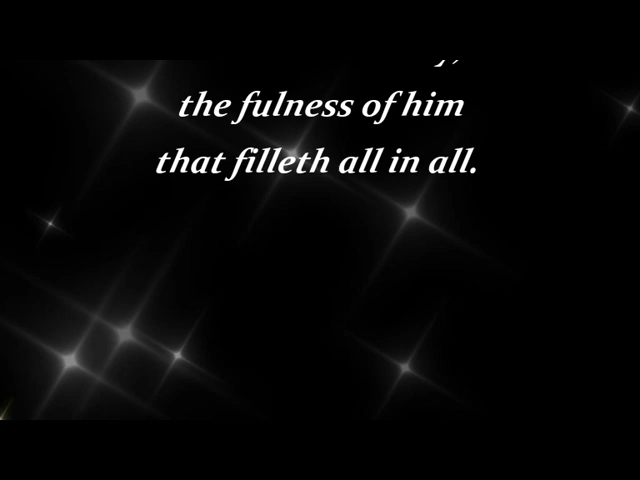 the fulness of him
that filleth all in all.